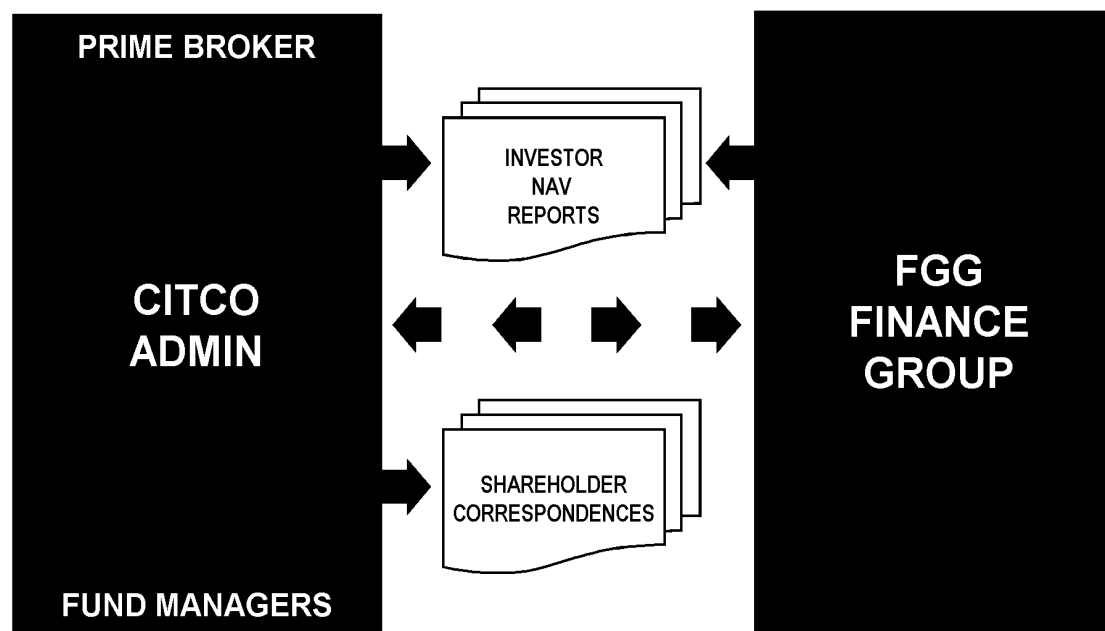 PRIME BROKER
CITCO
ADMIN
FUND MANAGERS
INVESTOR
NAV
REPORTS
SHAREHOLDER
CORRESPONDENCES
FGG
FINANCE
GROUP